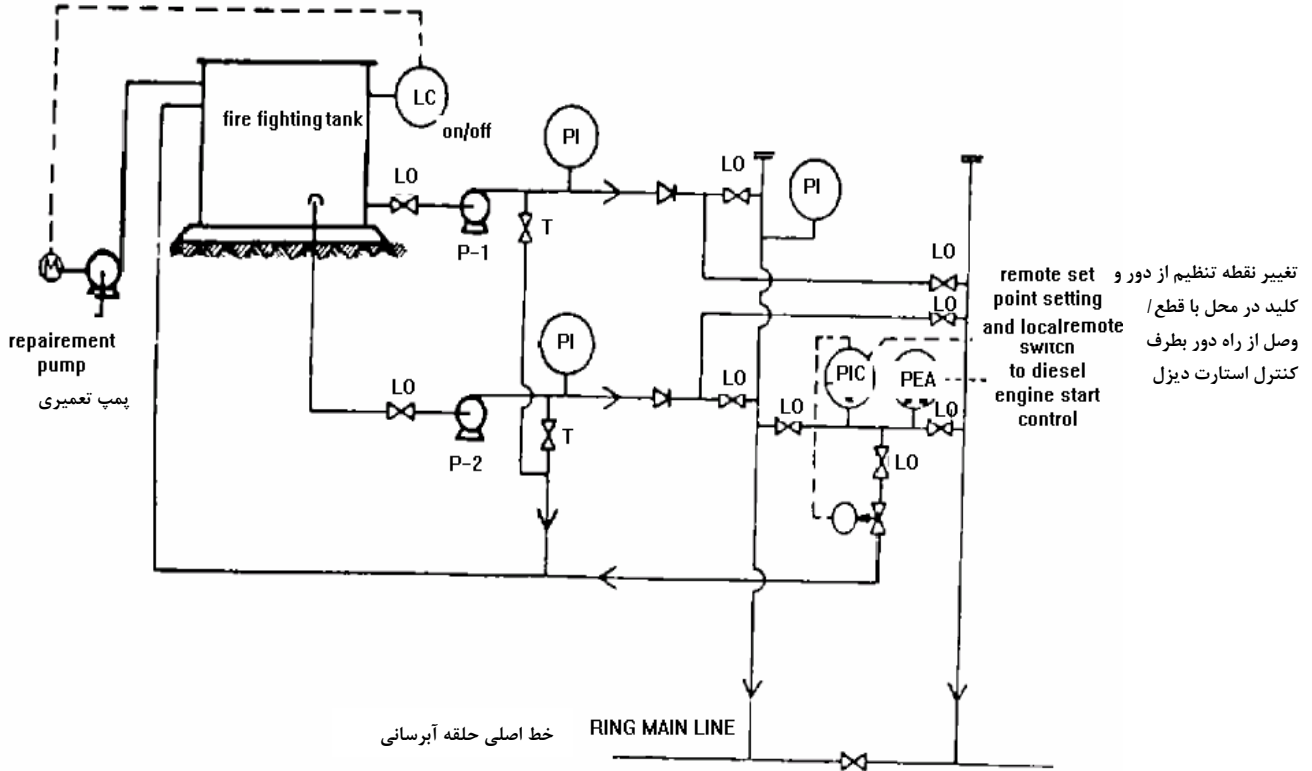 LC
fire fighting tank
on/off
PI
LO
LO
PI
P-1
T
LO
remote set
point setting
and localremote
switch
to diesel
engine start
control
تغییر نقطه تنظیم از دور و
کلید در محل با قطع/
وصل از راه دور بطرف
کنترل استارت دیزل
M
repairement
pump
پمپ تعمیری
PI
LO
LO
LO
P-2
T
PIC
PEA
LO
LO
LO
خط اصلی حلقه آبرسانی
RING MAIN LINE